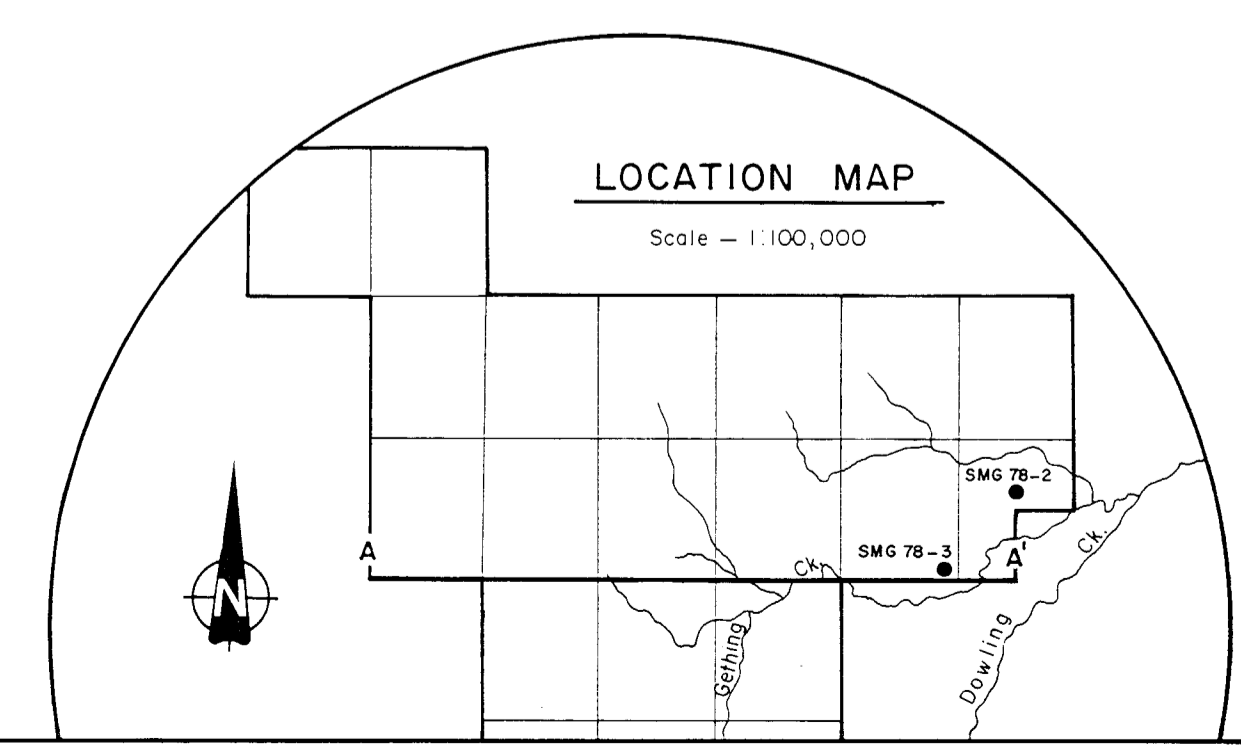 LOCATION MAP
Scale – 1:100,000
SMG 78-2
A
SMG 78-3
A'
Ck.
Ck.
Gething
Dowling
N